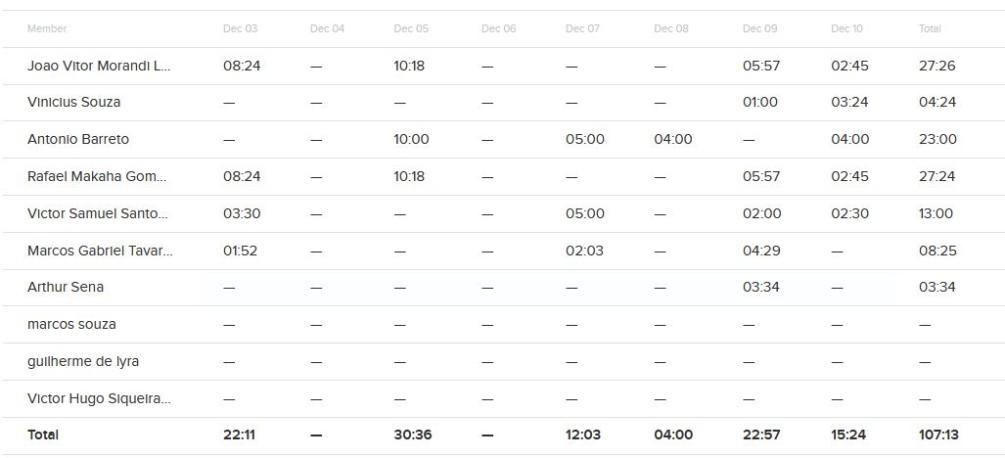 Member Dec 03 Dec 04 Dec 05 Dec 06 Dec 07 Dec 08 Dec 09 Dec 10 Total
Joao Vitor Morandi L... 08:24 — 10:18 — — — 05:57 02:45 27:26
Vinicius Souza — — — — — — 01:00 03:24 04:24
Antonio Barreto — — 10:00 — 05:00 04:00 — 04:00 23:00
Rafael Makaha Gom... 08:24 — 10:18 — — — 05:57 02:45 27:24
Victor Samuel Santo... 03:30 — — — 05:00 — 02:00 02:30 13:00
Marcos Gabriel Tavar... 01:52 — — — 02:03 — 04:29 — 08:25
Arthur Sena — — — — — — 03:34 — 03:34
marcos souza — — — — — — — — —
guilherme de lyra — — — — — — — — —
Victor Hugo Siqueira... — — — — — — — — —
Total 22:11 — 30:36 — 12:03 04:00 22:57 15:24 107:13